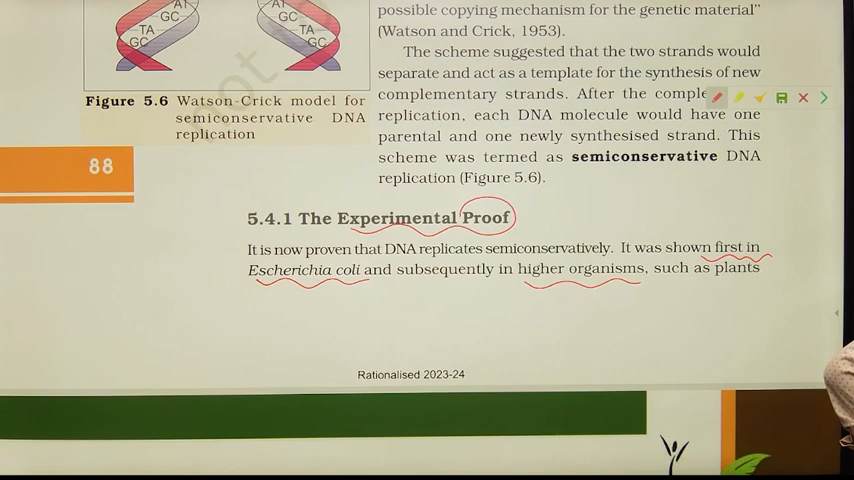 AT
GC
TA
GC
AT
GC
TA
GC
Figure 5.6 Watson-Crick model for
semiconservative DNA
replication
88
possible copying mechanism for the genetic material"
(Watson and Crick, 1953).
The scheme suggested that the two strands would
separate and act as a template for the synthesis of new
complementary strands. After the comple
replication, each DNA molecule would have one
parental and one newly synthesised strand. This
scheme was termed as semiconservative DNA
replication (Figure 5.6).
5.4.1 The Experimental Proof
It is now proven that DNA replicates semiconservatively. It was shown first in
Escherichia coli and subsequently in higher organisms, such as plants
Rationalised 2023-24